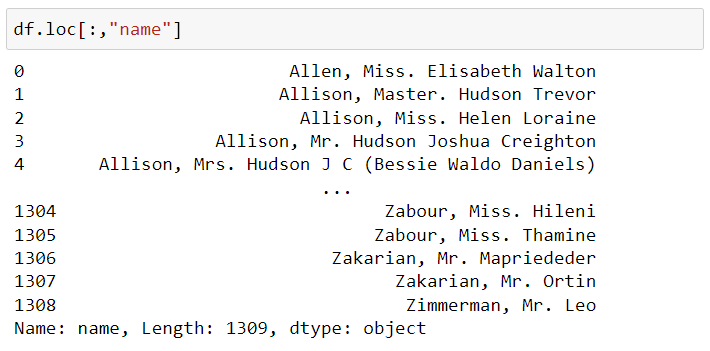 df.loc[:,"name"]
0 Allen, Miss. Elisabeth Walton
1 Allison, Master. Hudson Trevor
2 Allison, Miss. Helen Loraine
3 Allison, Mr. Hudson Joshua Creighton
4 Allison, Mrs. Hudson J C (Bessie Waldo Daniels)
...
1304 Zabour, Miss. Hileni
1305 Zabour, Miss. Thamine
1306 Zakarian, Mr. Mapriededer
1307 Zakarian, Mr. Ortin
1308 Zimmerman, Mr. Leo
Name: name, Length: 1309, dtype: object